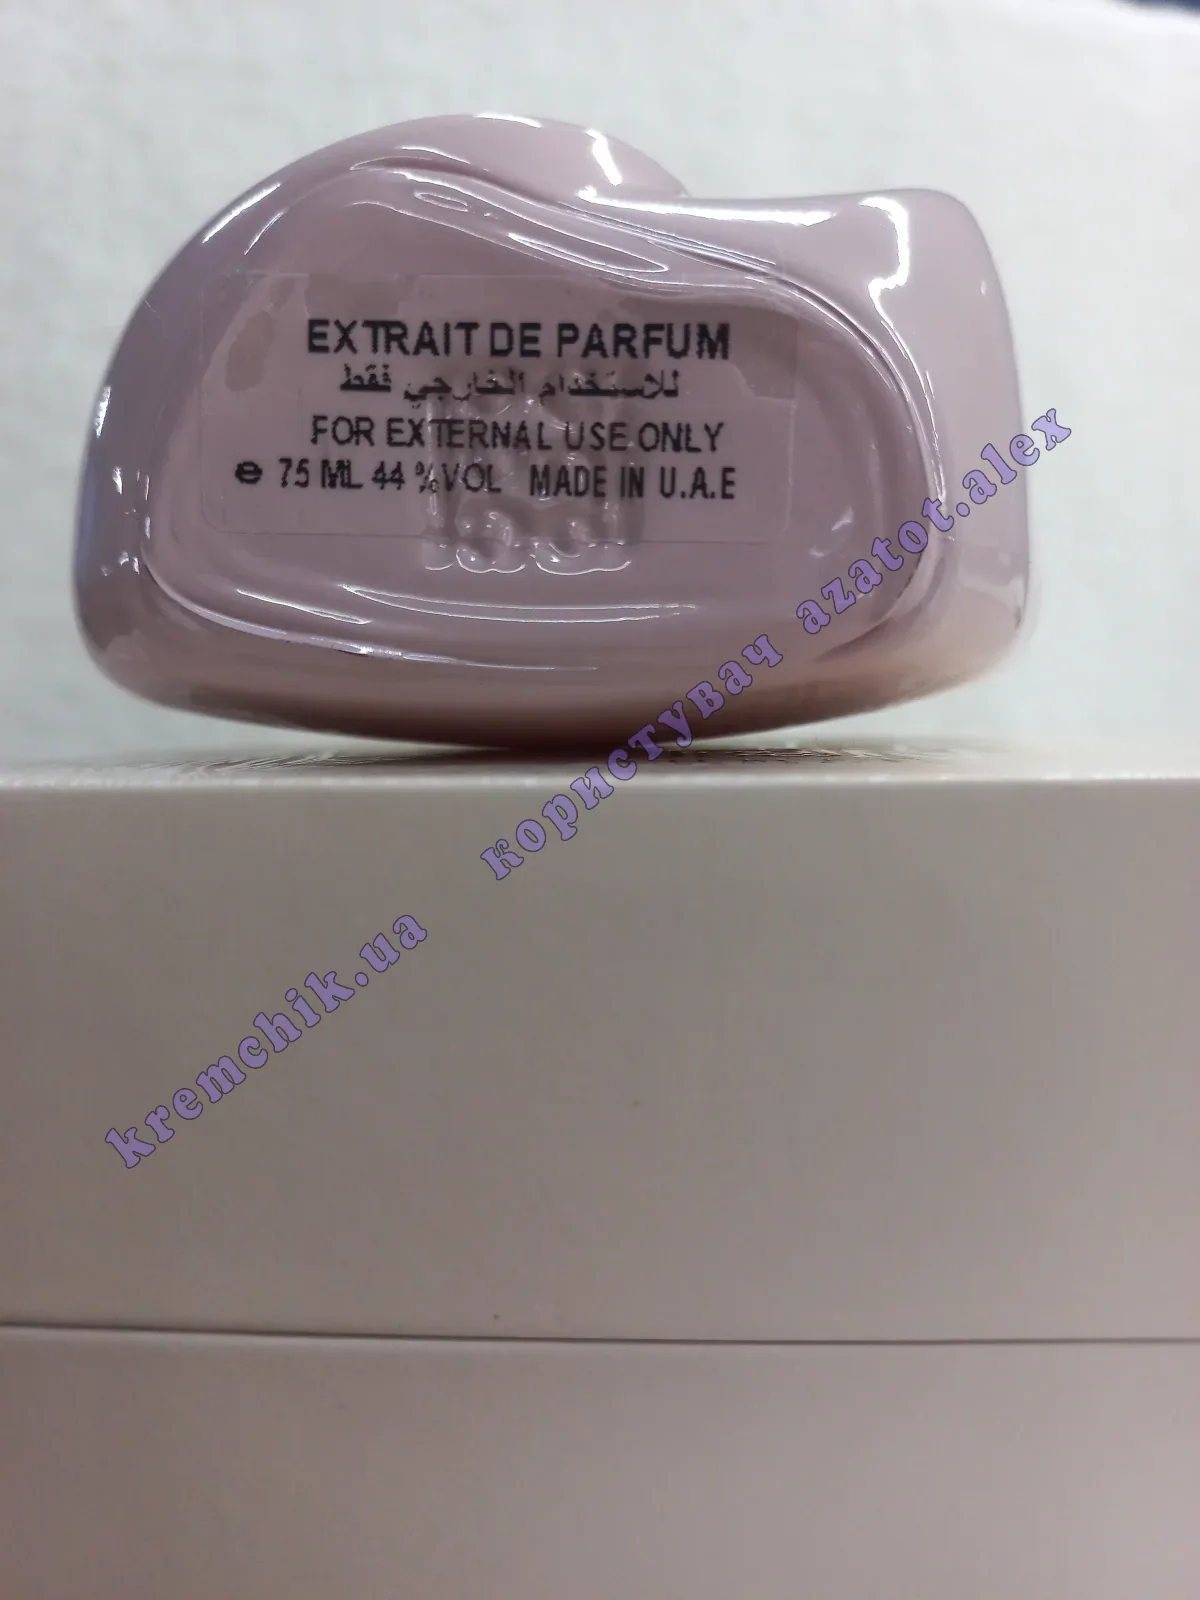 EXTRAIT DE PARFUM
للاستخدام الخارجي فقط
FOR EXTERNAL USE ONLY
℮ 75 ML 44 % VOL MADE IN U.A.E
kremchik.ua користувач azatot.alex